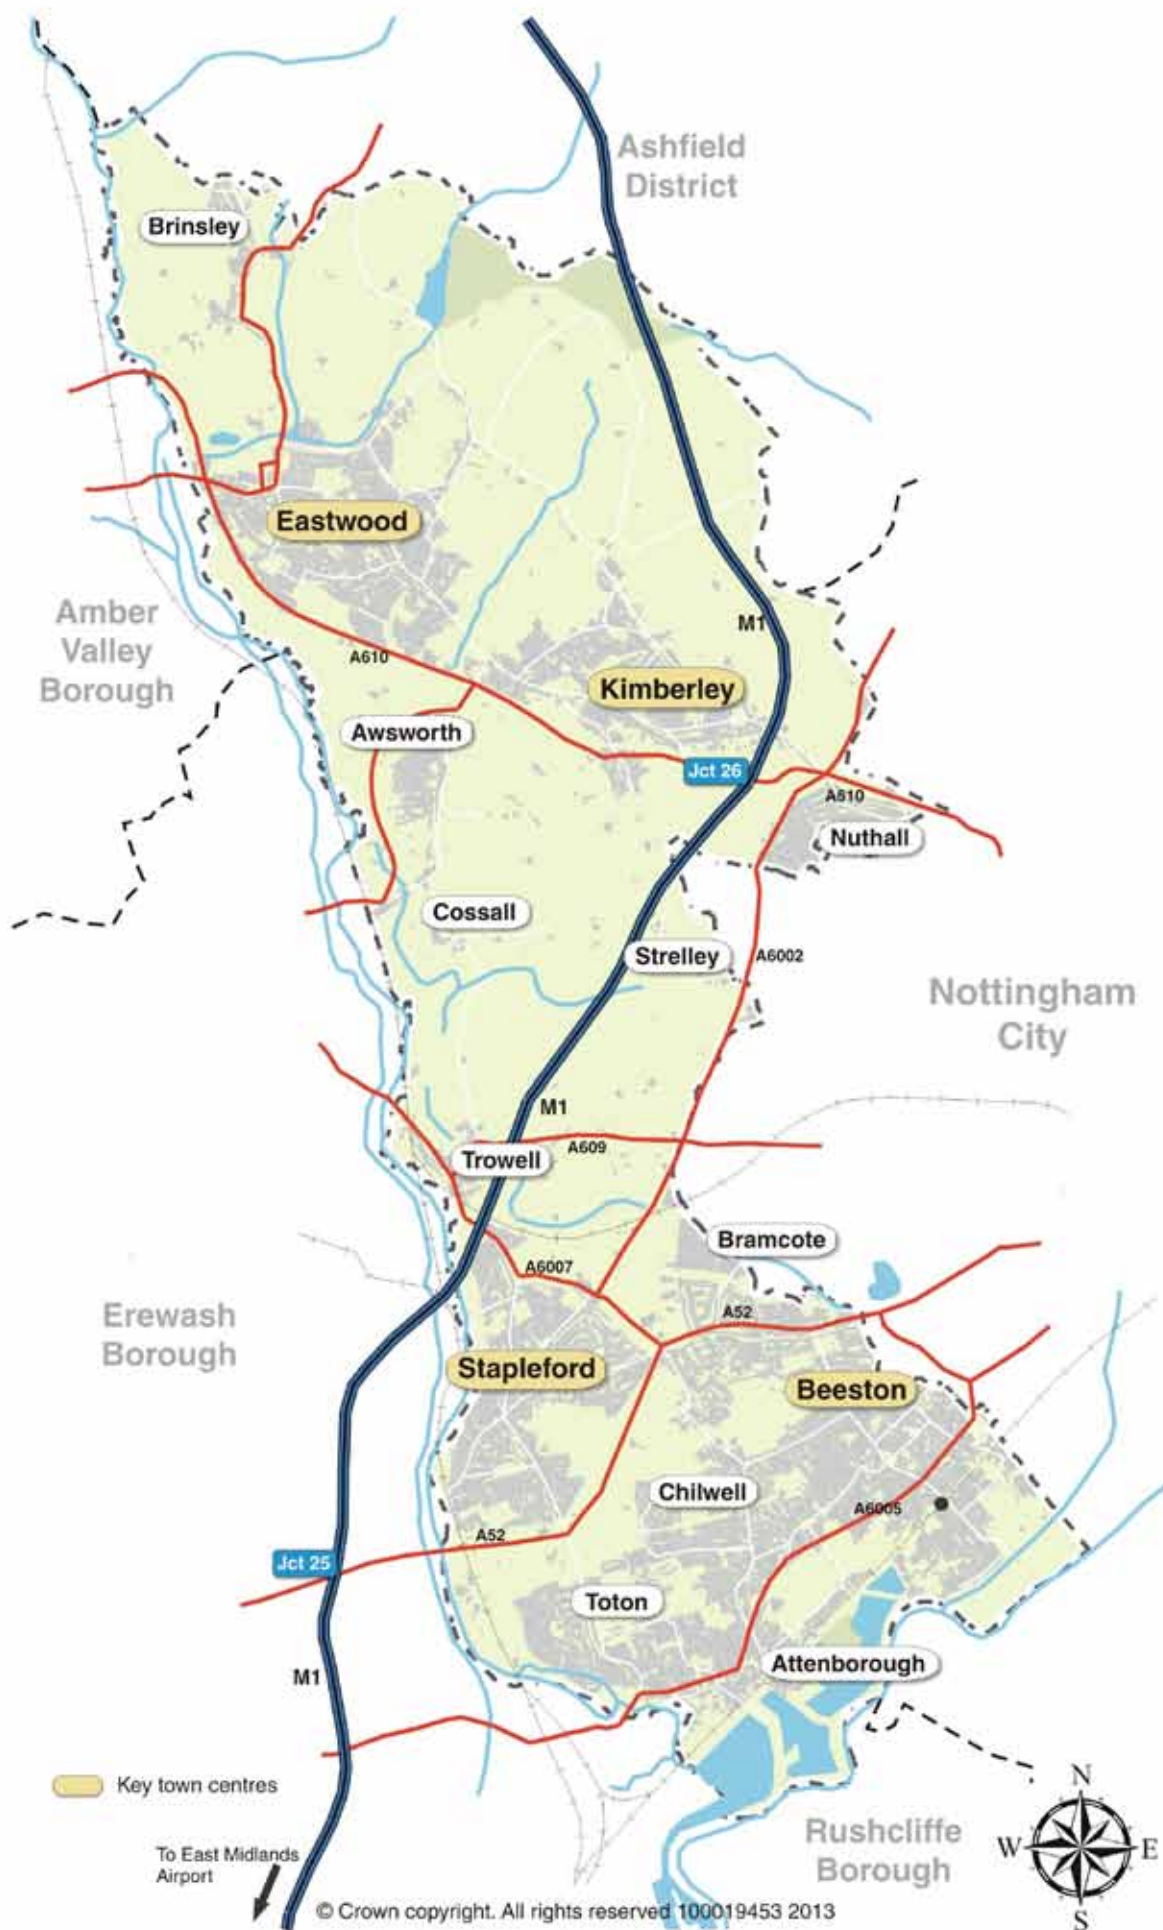 Ashfield
District
Brinsley
Eastwood
Amber
Valley
Borough
M1
A610
Kimberley
Awsworth
Jct 26
A610
Nuthall
Cossall
Strelley
A6002
Nottingham
City
M1
A609
Trowell
Bramcote
A6007
Erewash
Borough
A52
Stapleford
Beeston
Chilwell
A6005
A52
Jct 25
Toton
Attenborough
M1
Key town centres
N
W
E
S
Rushcliffe
Borough
To East Midlands
Airport
© Crown copyright. All rights reserved 100019453 2013